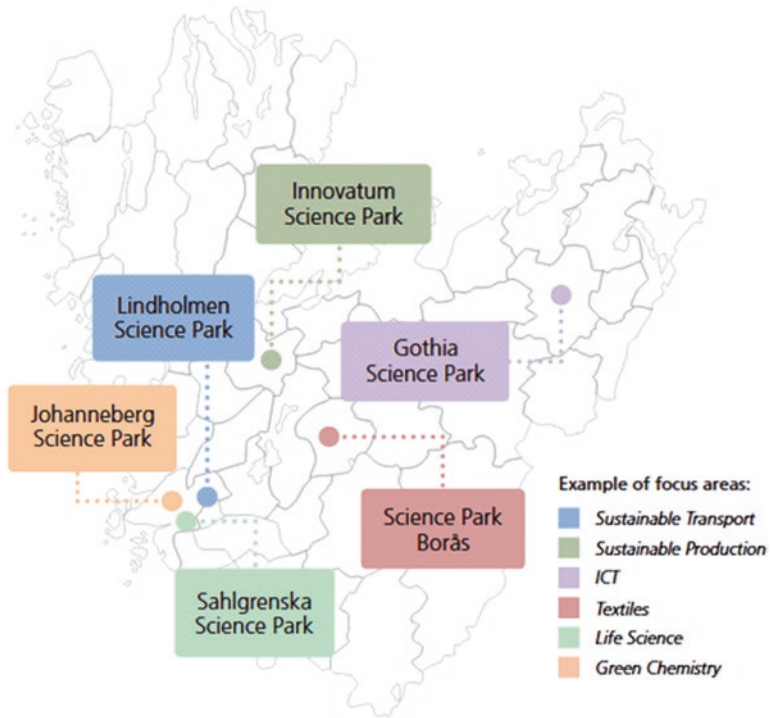 Innovatum
Science Park
Lindholmen
Science Park
Gothia
Science Park
Johanneberg
Science Park
Science Park
Borås
Sahlgrenska
Science Park
Example of focus areas:
Sustainable Transport
Sustainable Production
ICT
Textiles
Life Science
Green Chemistry